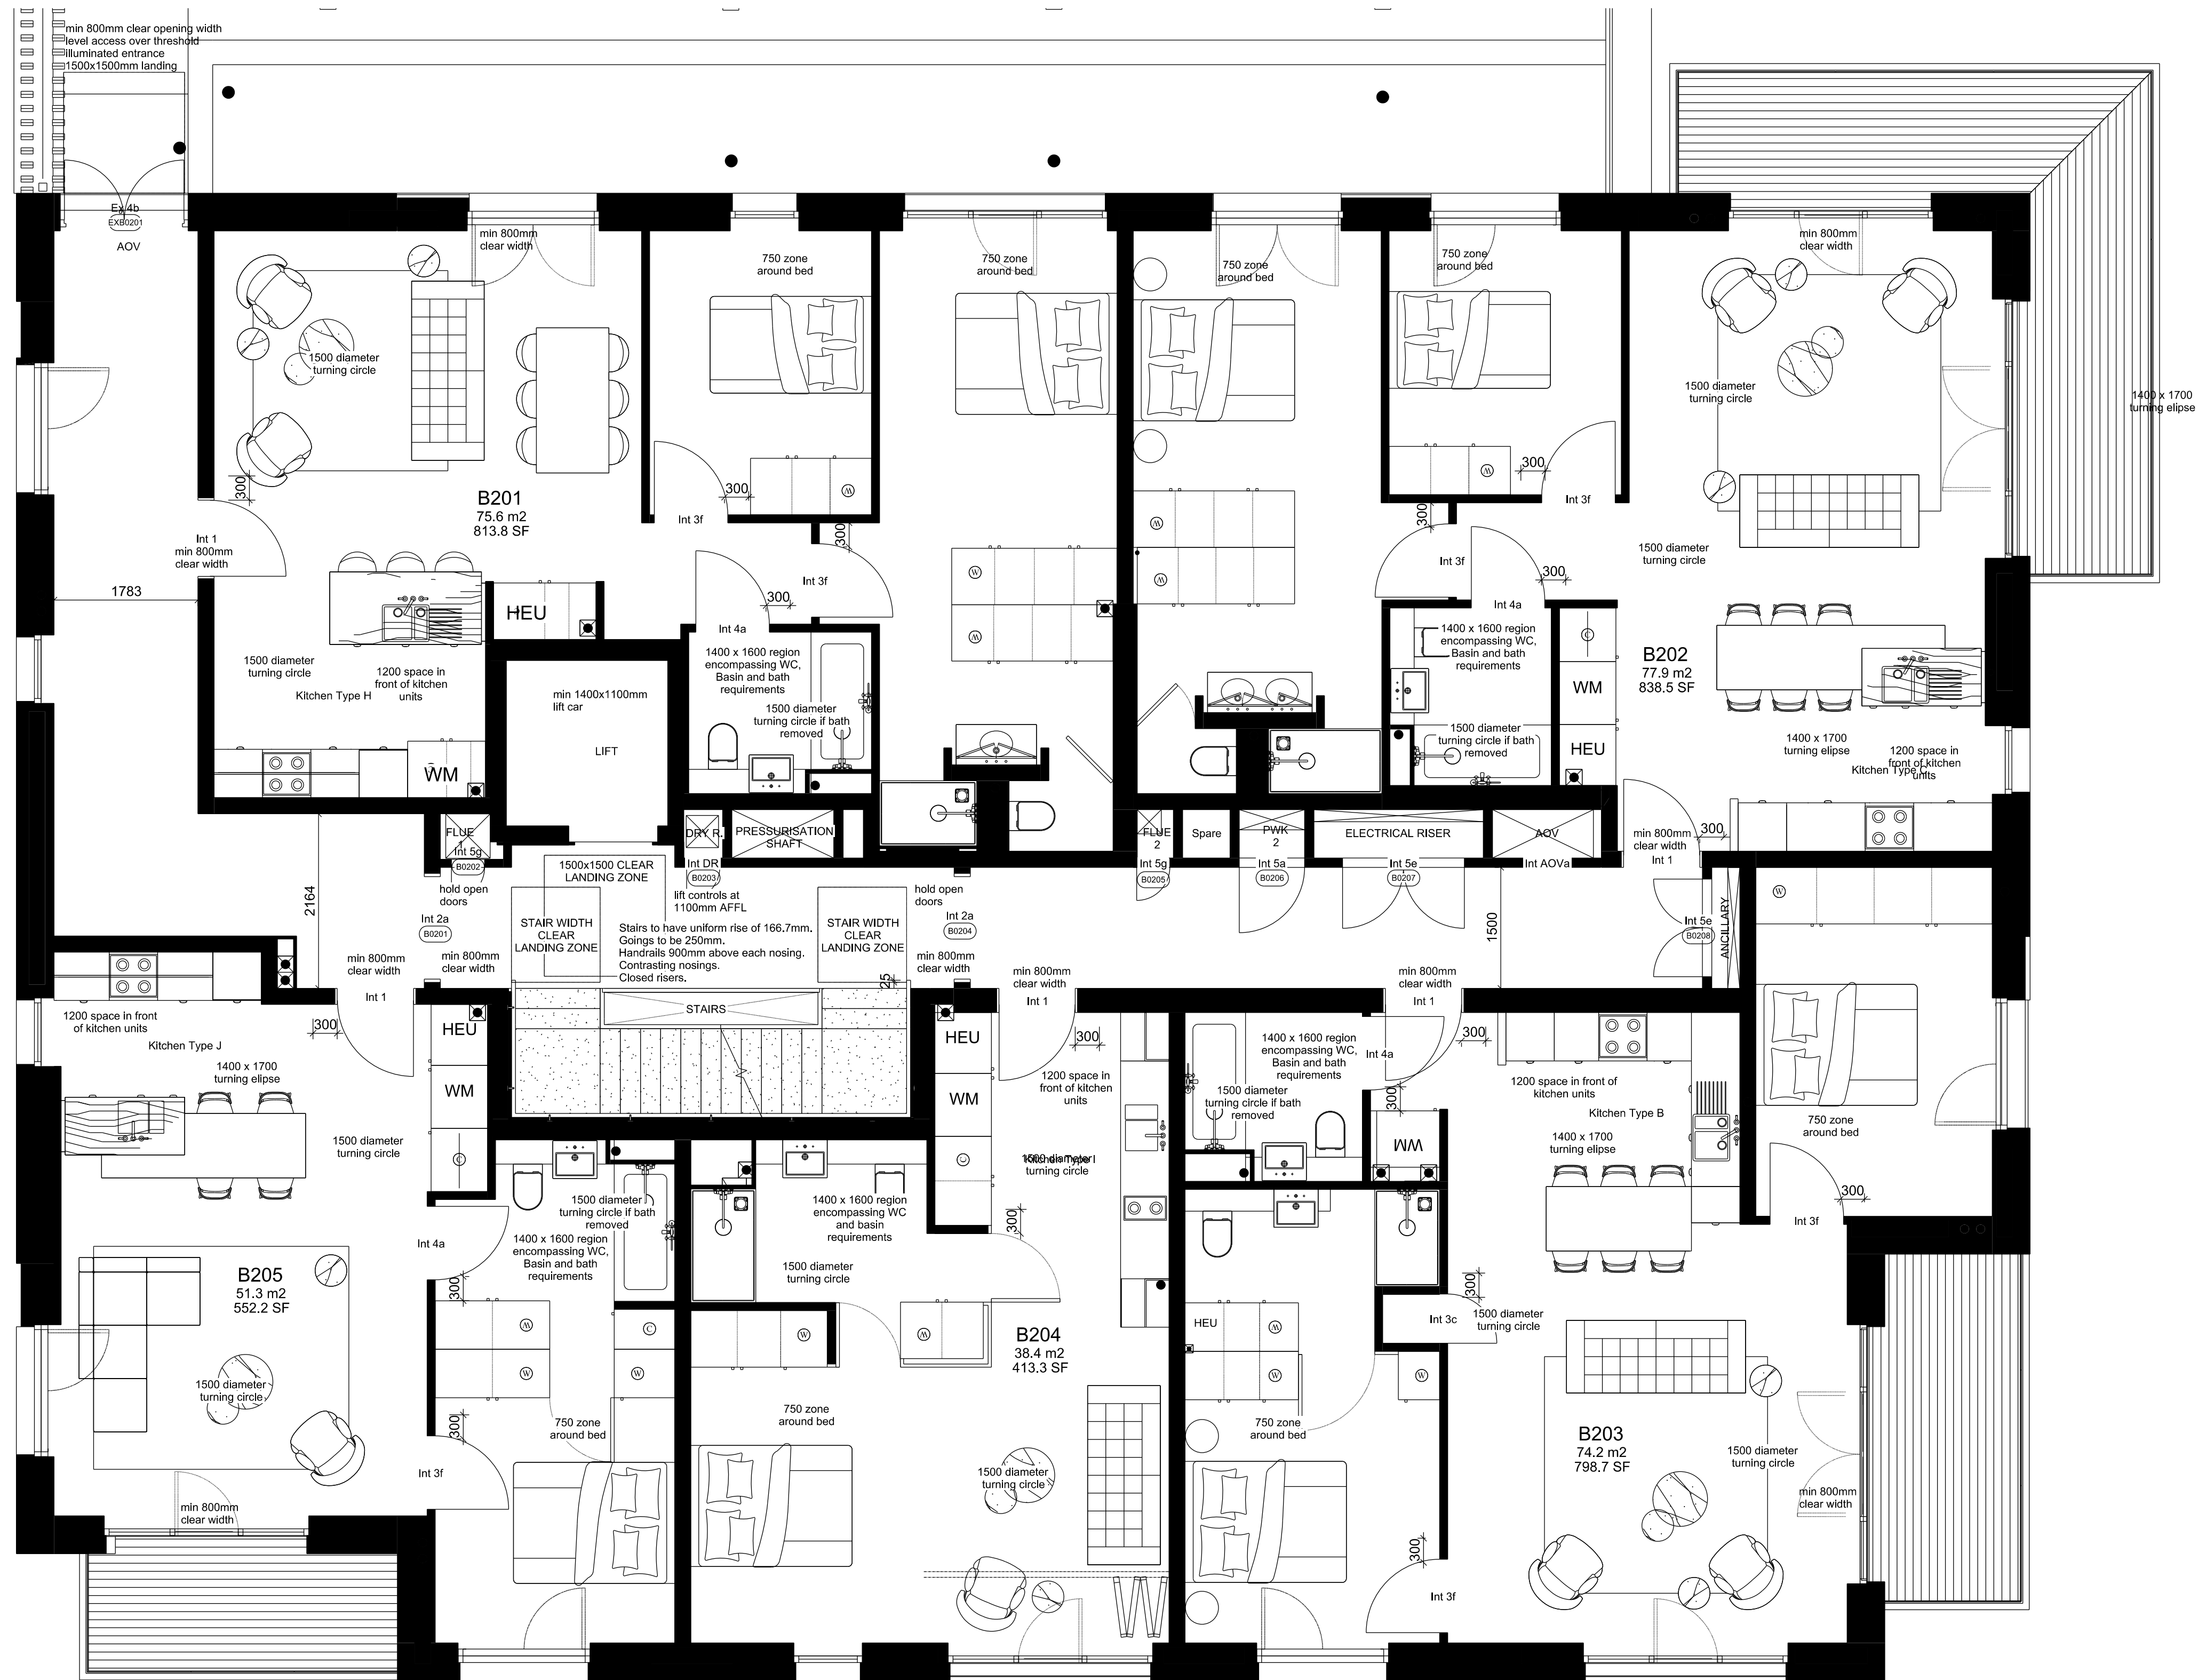 min 800mm clear opening width
level access over threshold
illuminated entrance
1500x1500mm landing
Ex 4b
EXB0201
AOV
min 800mm
clear width
750 zone
around bed
750 zone
around bed
750 zone
around bed
750 zone
around bed
min 800mm
clear width
1500 diameter
turning circle
1500 diameter
turning circle
1400 x 1700
turning elipse
300
B201
75.6 m2
813.8 SF
300
W
Int 3f
300
W
W
300
Int 3f
300
W
Int 3f
Int 1
min 800mm
clear width
1783
HEU
Int 3f
300
Int 4a
W
W
Int 3f
300
Int 4a
1500 diameter
turning circle
1500 diameter
turning circle
Kitchen Type H
1200 space in
front of kitchen
units
WM
min 1400x1100mm
lift car
LIFT
1400 x 1600 region
encompassing WC,
Basin and bath
requirements
1500 diameter
turning circle if bath
removed
1400 x 1600 region
encompassing WC,
Basin and bath
requirements
1500 diameter
turning circle if bath
removed
C
WM
HEU
B202
77.9 m2
838.5 SF
1400 x 1700
turning elipse
1200 space in
front of kitchen
units
Kitchen Type C
FLUE
1
Int 5g
B0202
1500x1500 CLEAR
LANDING ZONE
DRY R.
PRESSURISATION
SHAFT
Int DR
B0203
lift controls at
1100mm AFFL
FLUE
2
Int 5g
B0205
Spare
PWK
2
Int 5a
B0206
ELECTRICAL RISER
Int 5e
B0207
AOV
Int AOVa
min 800mm
clear width
Int 1
300
2164
hold open
doors
Int 2a
B0201
min 800mm
clear width
min 800mm
clear width
Int 1
STAIR WIDTH
CLEAR
LANDING ZONE
Stairs to have uniform rise of 166.7mm.
Goings to be 250mm.
Handrails 900mm above each nosing.
Contrasting nosings.
Closed risers.
STAIR WIDTH
CLEAR
LANDING ZONE
25
hold open
doors
Int 2a
B0204
min 800mm
clear width
min 800mm
clear width
Int 1
1500
min 800mm
clear width
Int 1
Int 5e
B0208
ANCILLARY
W
STAIRS
1200 space in front
of kitchen units
Kitchen Type J
300
1400 x 1700
turning elipse
1500 diameter
turning circle
HEU
WM
C
HEU
WM
C
300
1200 space in
front of kitchen
units
Kitchen Type I
1500 diameter
turning circle
1400 x 1600 region
encompassing WC,
Basin and bath
requirements
1500 diameter
turning circle if bath
removed
Int 4a
300
300
WM
1200 space in front of
kitchen units
Kitchen Type B
1400 x 1700
turning elipse
750 zone
around bed
300
Int 3f
Int 4a
300
1500 diameter
turning circle if bath
removed
1400 x 1600 region
encompassing WC,
Basin and bath
requirements
1400 x 1600 region
encompassing WC
and basin
requirements
1500 diameter
turning circle
300
B205
51.3 m2
552.2 SF
1500 diameter
turning circle
W
C
W
W
300
750 zone
around bed
Int 3f
min 800mm
clear width
W
W
B204
38.4 m2
413.3 SF
750 zone
around bed
1500 diameter
turning circle
HEU
W
W
W
300
Int 3c
1500 diameter
turning circle
750 zone
around bed
B203
74.2 m2
798.7 SF
1500 diameter
turning circle
min 800mm
clear width
300
Int 3f